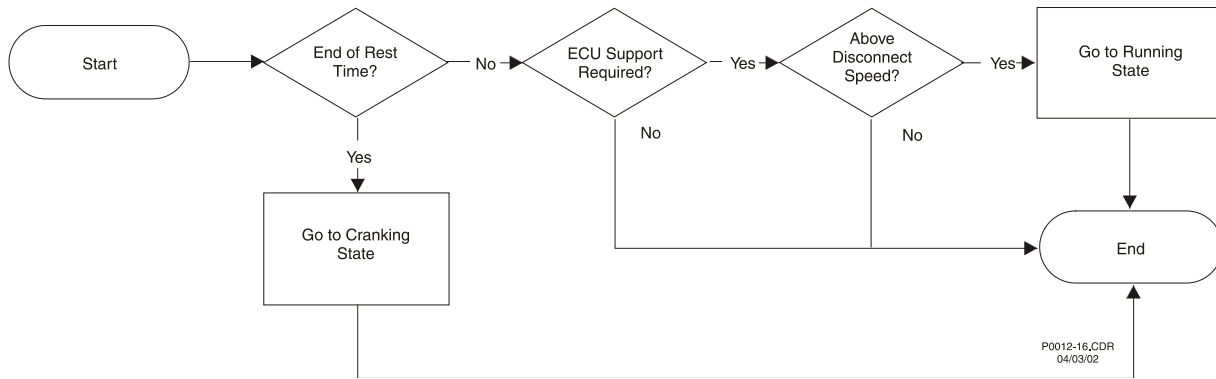 Start
End of Rest
Time?
No
ECU Support
Required?
Yes
Above
Disconnect
Speed?
Yes
Go to Running
State
No
No
Yes
Go to Cranking
State
End
P0012-16.CDR
04/03/02